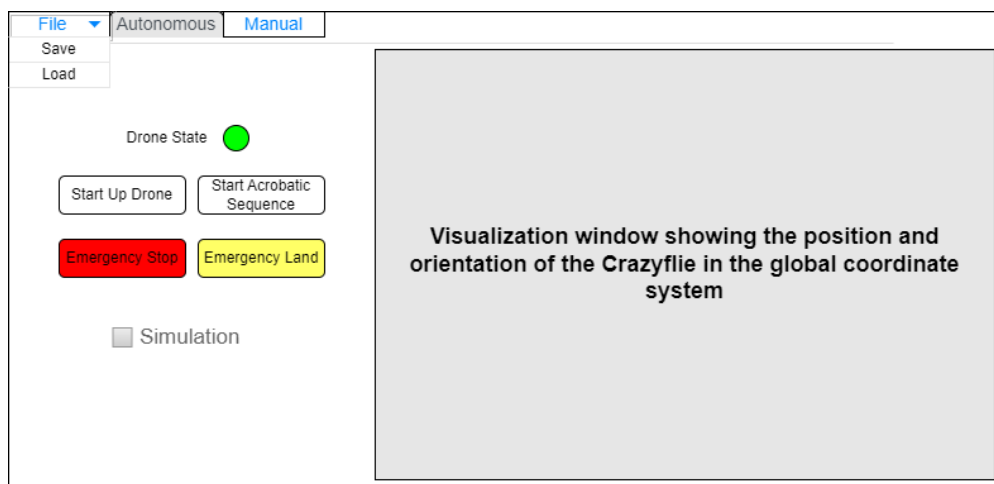 File Autonomous Manual
Save
Load
Drone State
Start Up Drone
Start Acrobatic
Sequence
Emergency Stop Emergency Land
Simulation
Visualization window showing the position and
orientation of the Crazyflie in the global coordinate
system